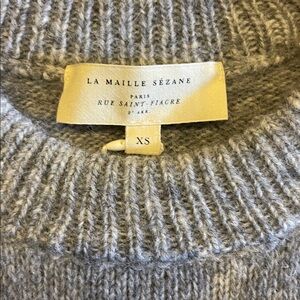 LA MAILLE SÉZANE
PARIS
RUE SAINT-FIACRE
2e ARR
XS